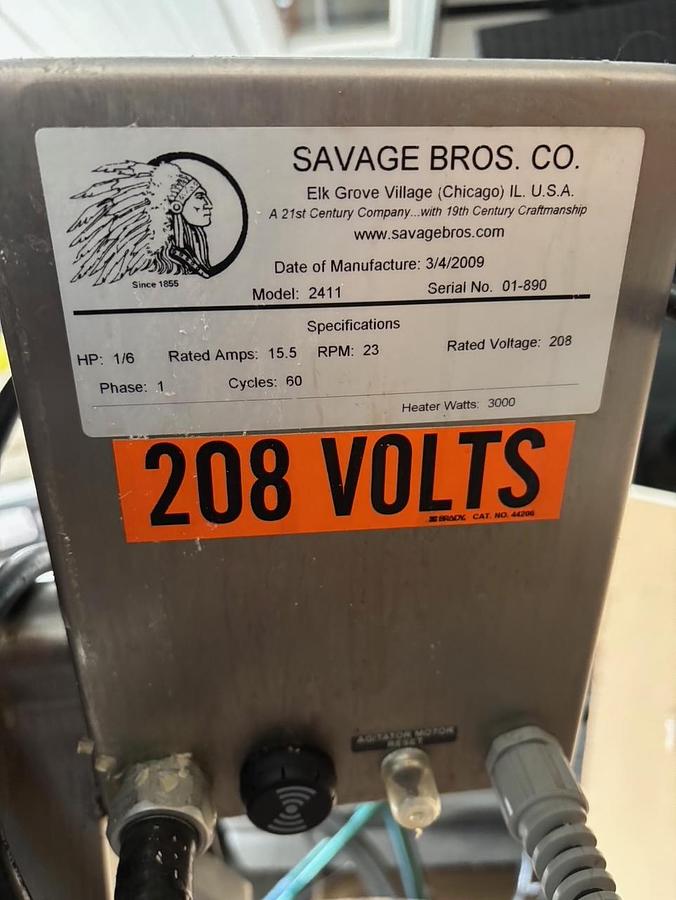 SAVAGE BROS. CO.
Elk Grove Village (Chicago) IL. U.S.A.
A 21st Century Company...with 19th Century Craftmanship
www.savagebros.com
Since 1855
Date of Manufacture: 3/4/2009
Model: 2411 Serial No. 01-890
Specifications
HP: 1/6 Rated Amps: 15.5 RPM: 23 Rated Voltage: 208
Phase: 1 Cycles: 60
Heater Watts: 3000
208 VOLTS
BRADY. CAT. NO. 44206
AGITATOR MOTOR
RESET